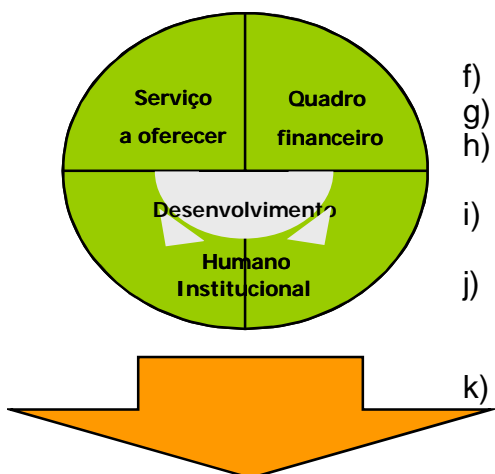 Serviço
a oferecer
Quadro
financeiro
Desenvolvimento
Humano
Institucional
f)
g)
h)
i)
j)
k)